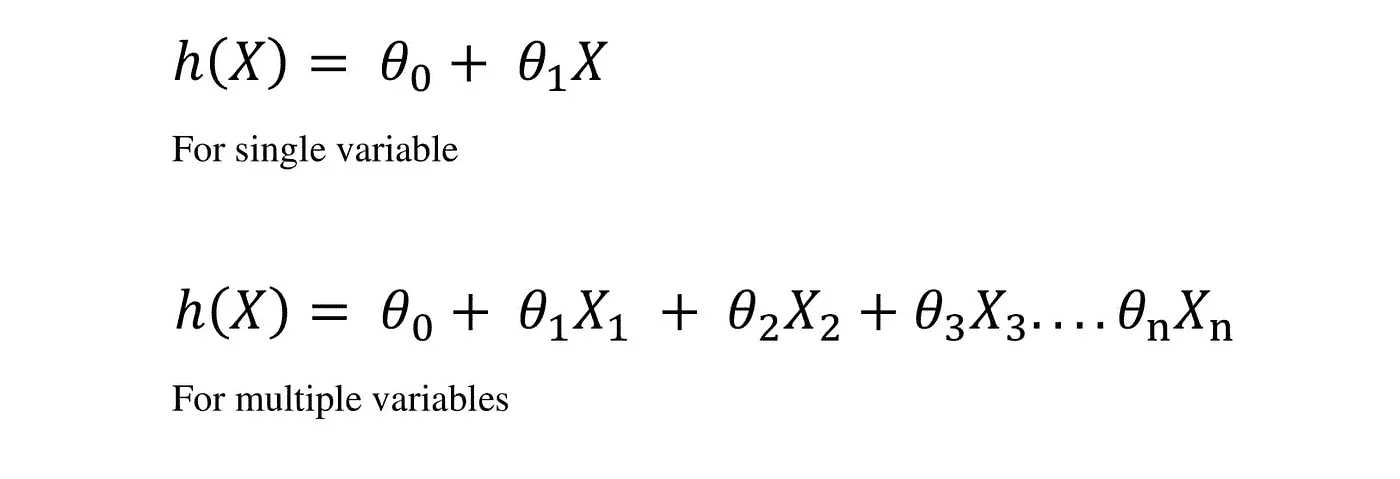 h(X) = θ₀ + θ₁X
For single variable
h(X) = θ₀ + θ₁X₁ + θ₂X₂ + θ₃X₃....θₙXₙ
For multiple variables